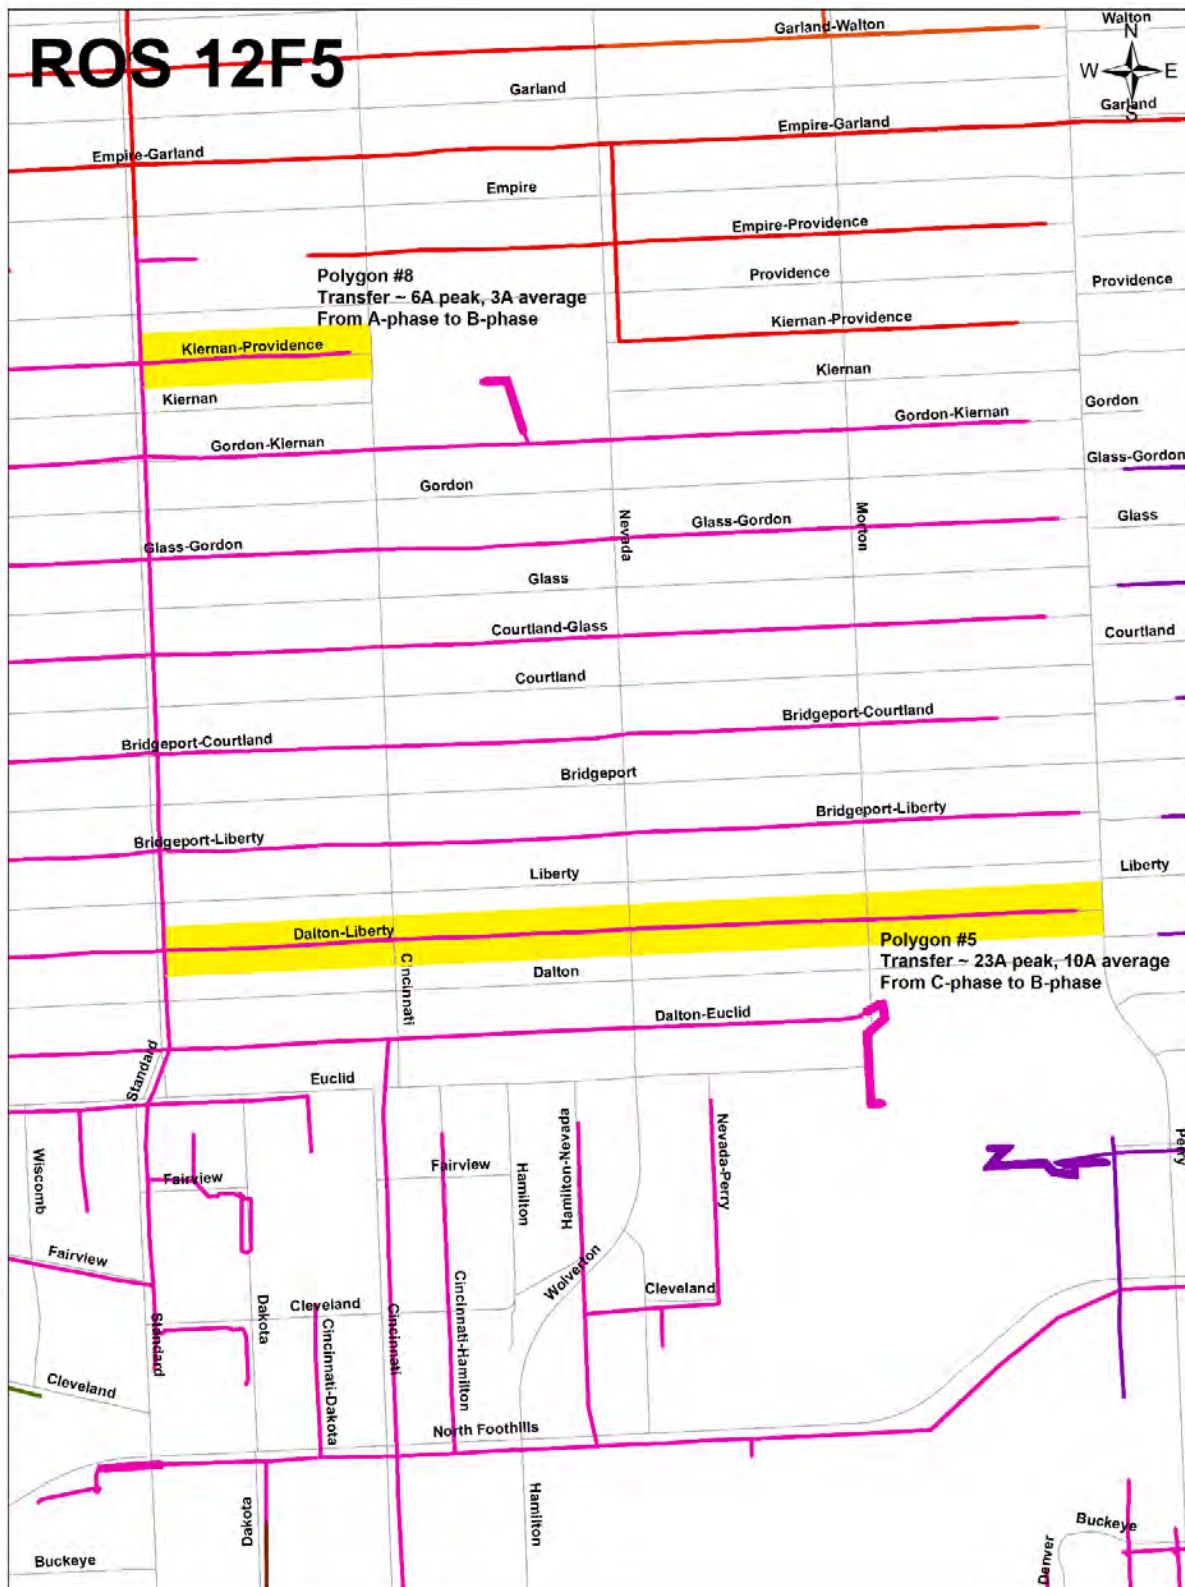 ROS 12F5
Garland-Walton
Walton
N
W
E
S
Garland
Garland
Empire-Garland
Empire-Garland
Empire
Empire-Providence
Polygon #8
Transfer ~ 6A peak, 3A average
From A-phase to B-phase
Providence
Providence
Kiernan-Providence
Kiernan-Providence
Kiernan
Kiernan
Gordon
Gordon-Kiernan
Gordon-Kiernan
Glass-Gordon
Gordon
Nevada
Morton
Glass-Gordon
Glass
Glass-Gordon
Glass
Courtland-Glass
Courtland
Courtland
Bridgeport-Courtland
Bridgeport-Courtland
Bridgeport
Bridgeport-Liberty
Bridgeport-Liberty
Liberty
Liberty
Dalton-Liberty
Polygon #5
Transfer ~ 23A peak, 10A average
From C-phase to B-phase
Cincinnati
Dalton
Dalton-Euclid
Standard
Euclid
Wiscomb
Fairview
Fairview
Hamilton
Hamilton-Nevada
Nevada-Perry
Perry
Fairview
Wolverton
Cleveland
Dakota
Cleveland
Standard
Cincinnati-Dakota
Cincinnati
Cincinnati-Hamilton
Cleveland
North Foothills
Dakota
Hamilton
Buckeye
Denver
Buckeye